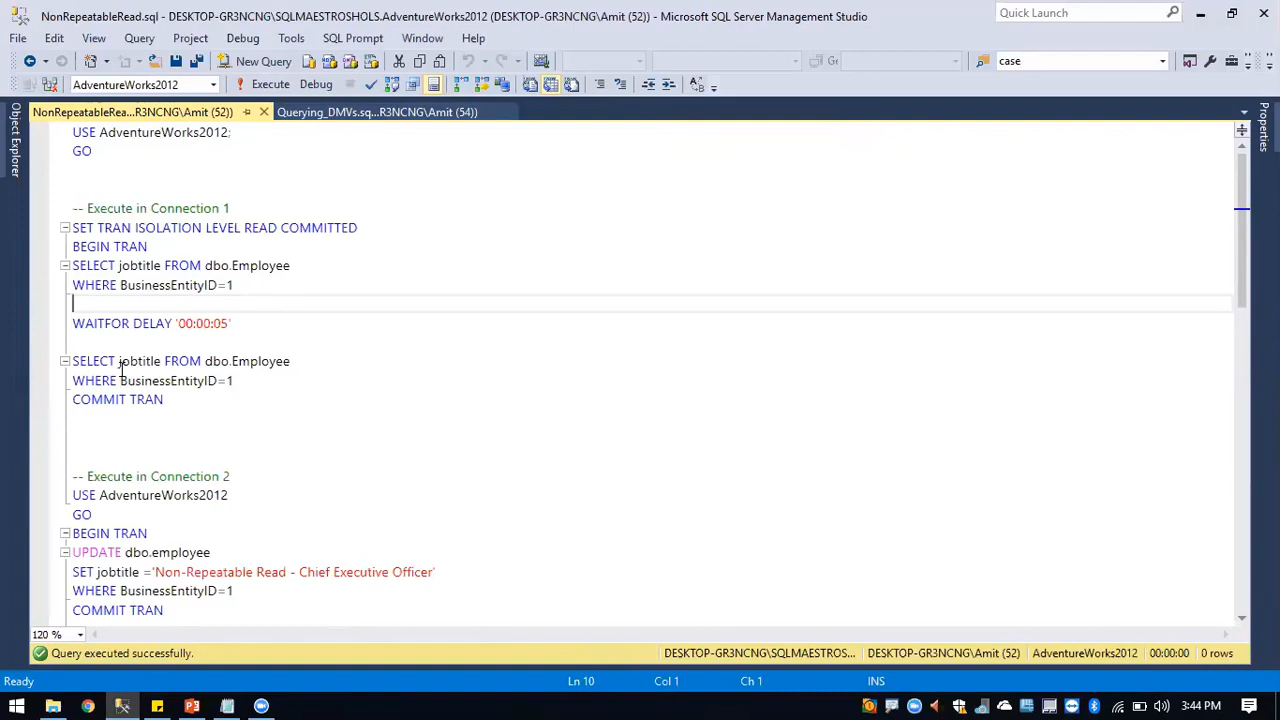 NonRepeatableRead.sql - DESKTOP-GR3NCNG\SQLMAESTROSHOLS.AdventureWorks2012 (DESKTOP-GR3NCNG\Amit (52)) - Microsoft SQL Server Management Studio
Quick Launch
File Edit View Query Project Debug Tools SQL Prompt Window Help
New Query
case
AdventureWorks2012
Execute Debug
NonRepeatableRea...R3NCNG\Amit (52))
Querying_DMVs.sq...R3NCNG\Amit (54))
Object Explorer
Properties
USE AdventureWorks2012;
GO
-- Execute in Connection 1
SET TRAN ISOLATION LEVEL READ COMMITTED
BEGIN TRAN
SELECT jobtitle FROM dbo.Employee
WHERE BusinessEntityID=1
WAITFOR DELAY '00:00:05'
SELECT jobtitle FROM dbo.Employee
WHERE BusinessEntityID=1
COMMIT TRAN
-- Execute in Connection 2
USE AdventureWorks2012
GO
BEGIN TRAN
UPDATE dbo.employee
SET jobtitle ='Non-Repeatable Read - Chief Executive Officer'
WHERE BusinessEntityID=1
COMMIT TRAN
120 %
Query executed successfully.
DESKTOP-GR3NCNG\SQLMAESTROS... DESKTOP-GR3NCNG\Amit (52) AdventureWorks2012 00:00:00 0 rows
Ready Ln 10 Col 1 Ch 1 INS
3:44 PM